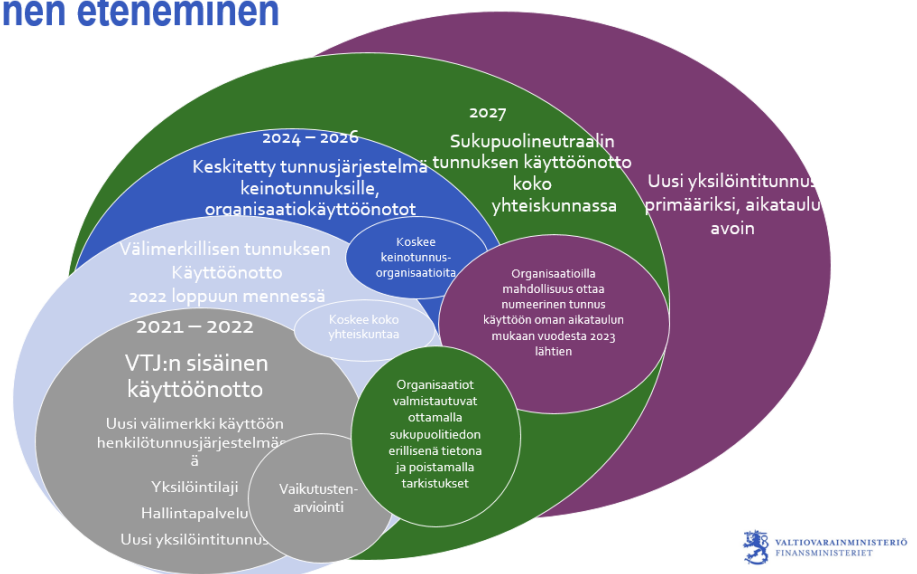 nen eteneminen
2027
Sukupuolineutraalin
tunnuksen käyttöönotto
koko
yhteiskunnassa
2024 – 2026
Keskitetty tunnusjärjestelmä
keinotunnuksille,
organisaatiokäyttöönotot
Uusi yksilöintitunnus
primääriksi, aikataulu
avoin
Koskee
keinotunnus-
organisaatioita
Välimerkillisen tunnuksen
Käyttöönotto
2022 loppuun mennessä
Organisaatioilla
mahdollisuus ottaa
numeerinen tunnus
käyttöön oman aikataulun
mukaan vuodesta 2023
lähtien
Koskee koko
yhteiskuntaa
2021 – 2022
VTJ:n sisäinen
käyttöönotto
Uusi välimerkki käyttöön
henkilötunnusjärjestelmäs
ä
Yksilöintilaji
Hallintapalvelu
Uusi yksilöintitunnus
Organisaatiot
valmistautuvat
ottamalla
sukupuolitiedon
erillisenä tietona
ja poistamalla
tarkistukset
Vaikutusten-
arviointi
VALTIOVARAINMINISTERIÖ
FINANSMINISTERIET